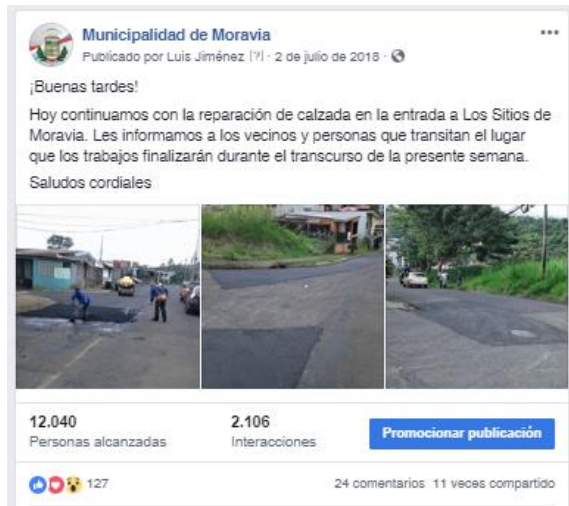 Municipalidad de Moravia
Publicado por Luis Jiménez [?] · 2 de julio de 2018 ·
¡Buenas tardes!
Hoy continuamos con la reparación de calzada en la entrada a Los Sitios de
Moravia. Les informamos a los vecinos y personas que transitan el lugar
que los trabajos finalizarán durante el transcurso de la presente semana.
Saludos cordiales
12.040
Personas alcanzadas
2.106
Interacciones
Promocionar publicación
127
24 comentarios 11 veces compartido